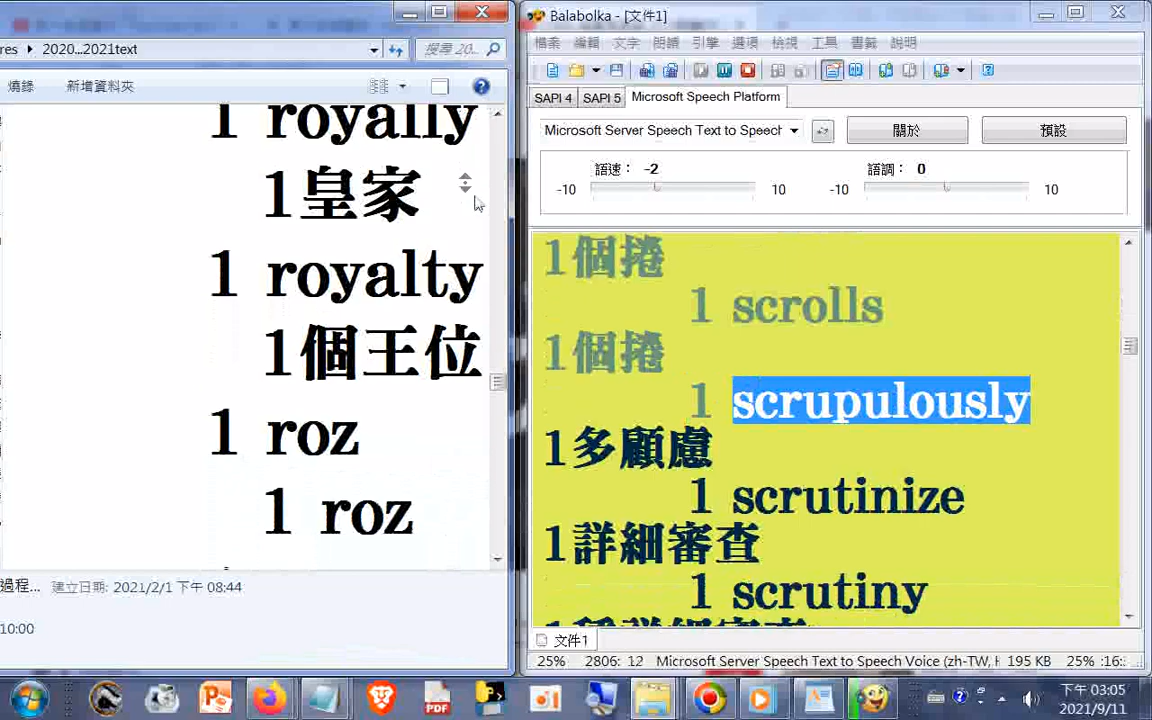 res ▸ 2020...2021text
搜尋 20...
燒錄 新增資料夾
1 royally
1皇家
1 royalty
1個王位
1 roz
1 roz
過程... 建立日期: 2021/2/1 下午 08:44
10:00
Balabolka - [文件1]
檔案 編輯 文字 朗讀 引擎 選項 檢視 工具 書籤 說明
SAPI 4 SAPI 5 Microsoft Speech Platform
Microsoft Server Speech Text to Speech
關於 預設
語速: -2 語調: 0
-10 10 -10 10
1個捲
1 scrolls
1個捲
1 scrupulously
1多顧慮
1 scrutinize
1詳細審查
1 scrutiny
文件1
25% 2806: 12 Microsoft Server Speech Text to Speech Voice (zh-TW, 195 KB 25%
下午 03:05
2021/9/11